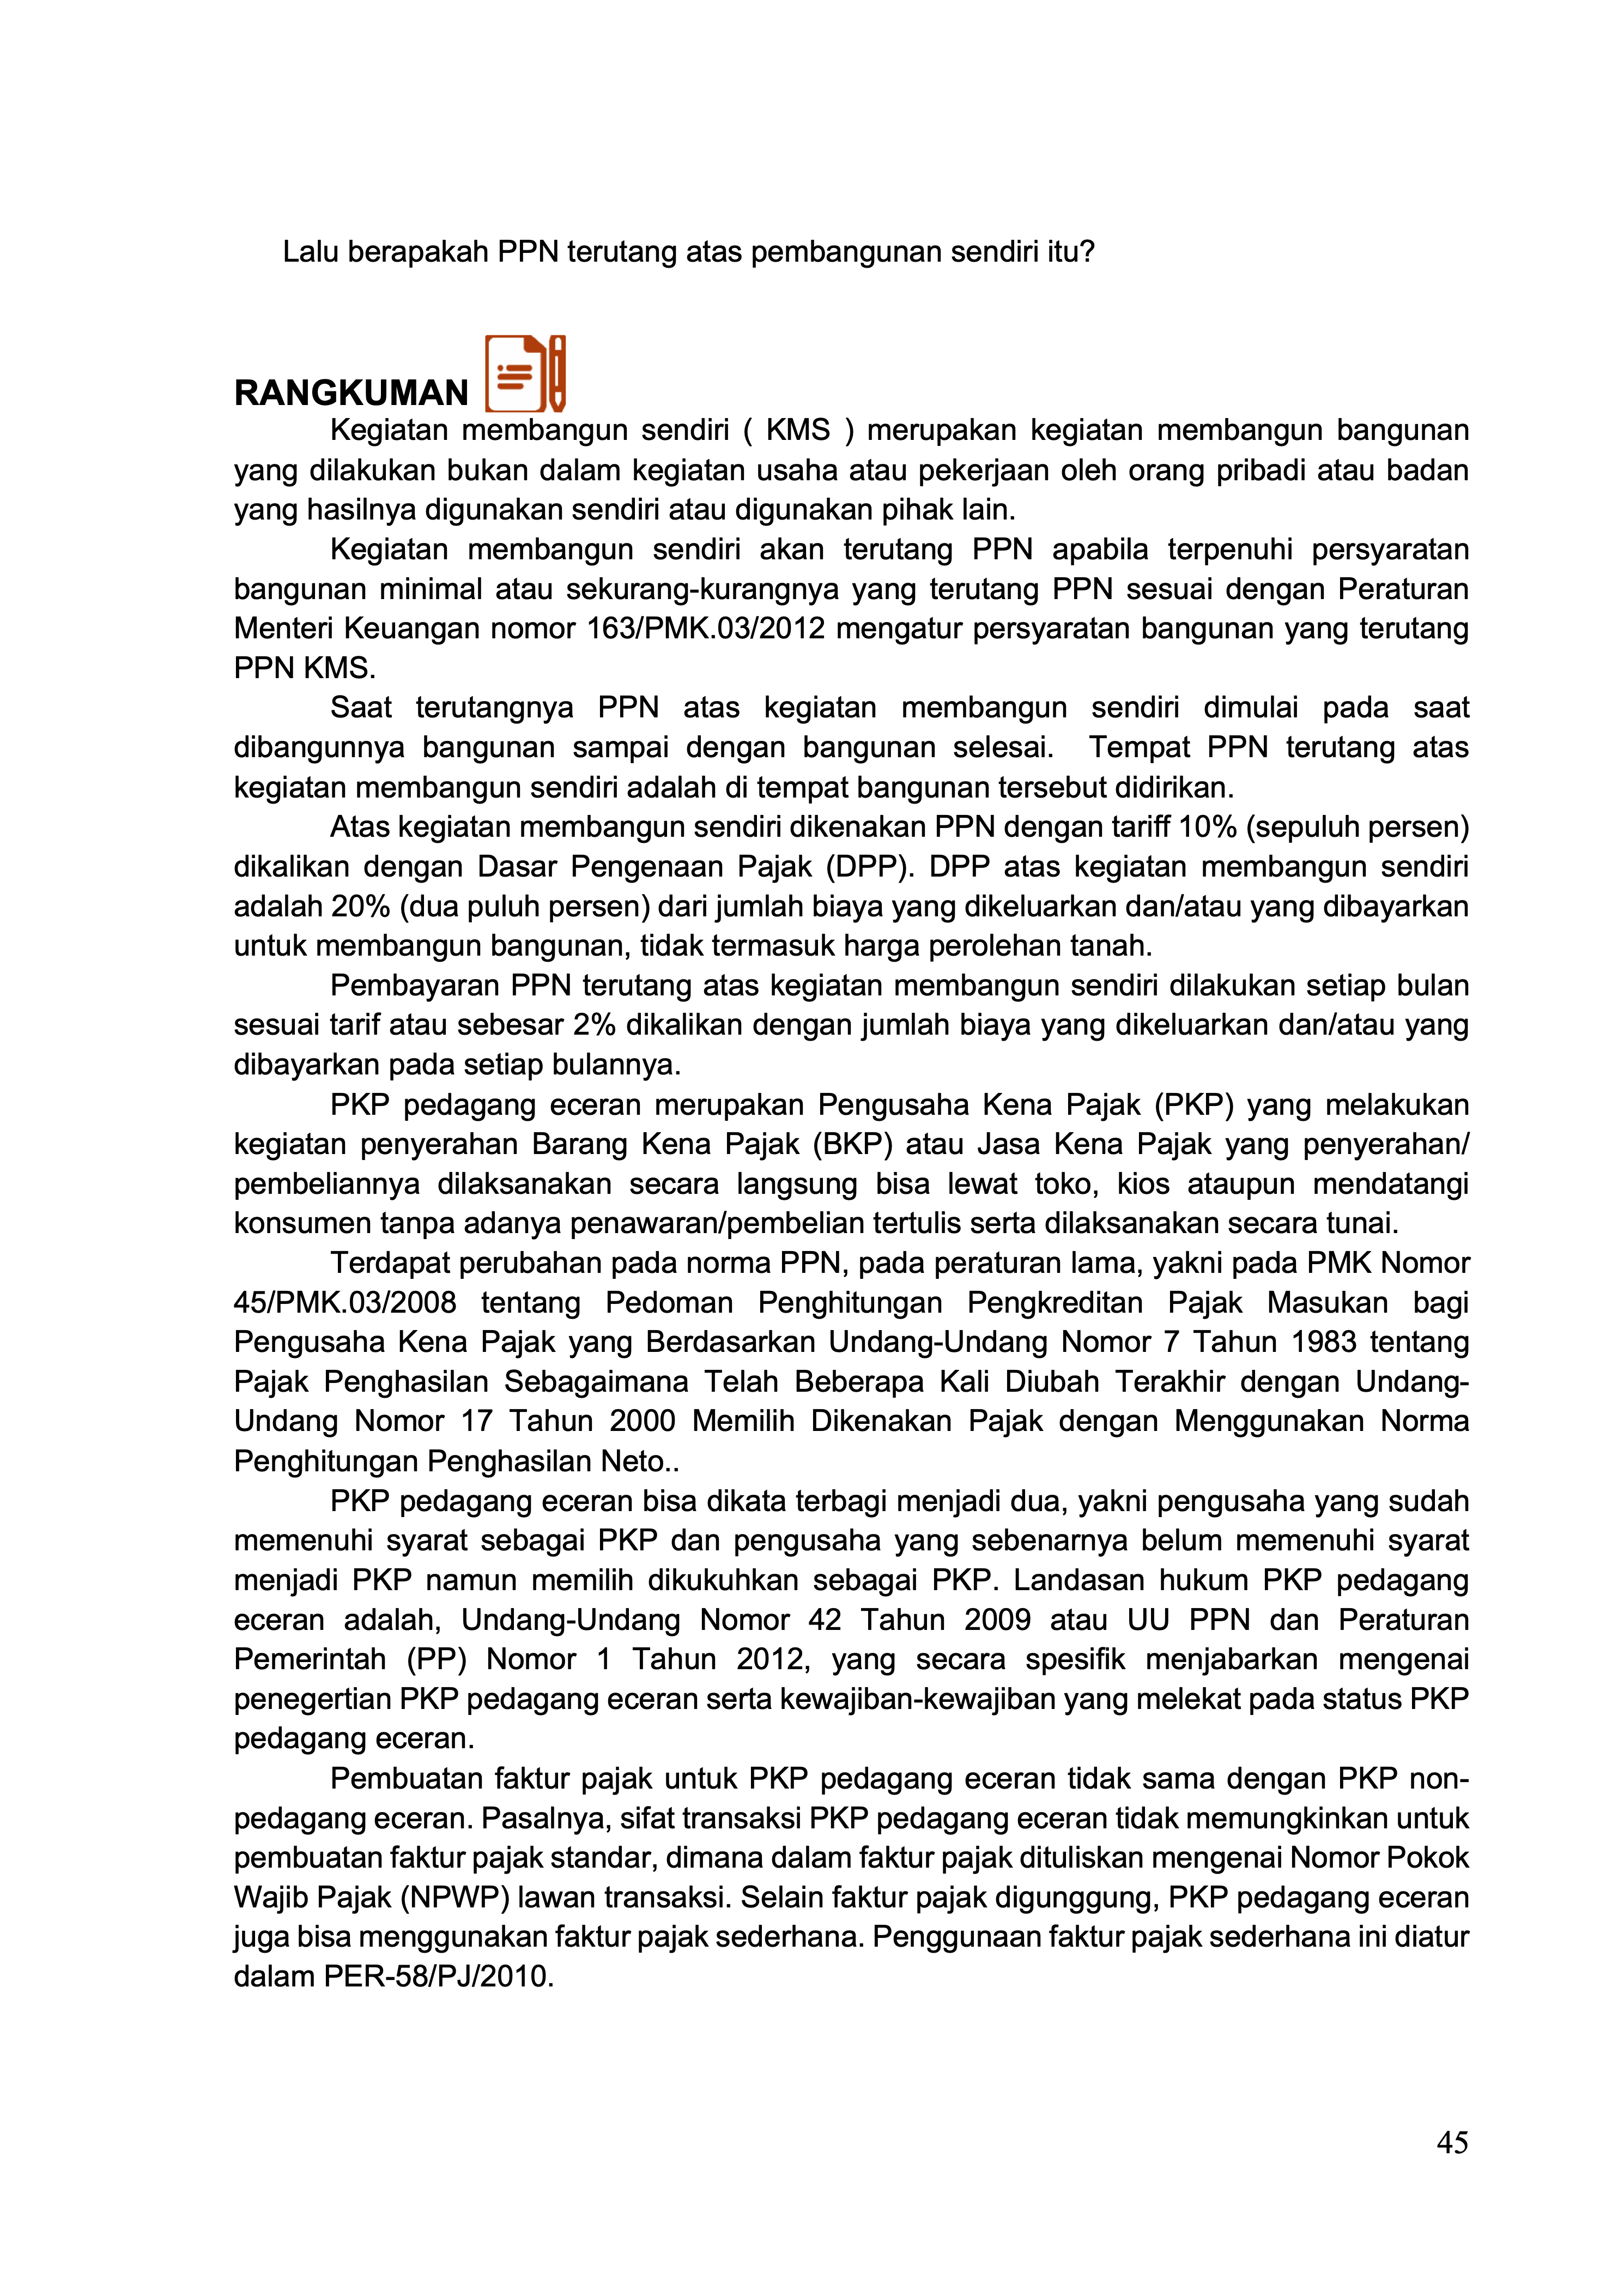 Lalu berapakah PPN terutang atas pembangunan sendiri itu?
RANGKUMAN
Kegiatan membangun sendiri ( KMS ) merupakan kegiatan membangun bangunan
yang dilakukan bukan dalam kegiatan usaha atau pekerjaan oleh orang pribadi atau badan
yang hasilnya digunakan sendiri atau digunakan pihak lain.
Kegiatan membangun sendiri akan terutang PPN apabila terpenuhi persyaratan
bangunan minimal atau sekurang-kurangnya yang terutang PPN sesuai dengan Peraturan
Menteri Keuangan nomor 163/PMK.03/2012 mengatur persyaratan bangunan yang terutang
PPN KMS.
Saat terutangnya PPN atas kegiatan membangun sendiri dimulai pada saat
dibangunnya bangunan sampai dengan bangunan selesai. Tempat PPN terutang atas
kegiatan membangun sendiri adalah di tempat bangunan tersebut didirikan.
Atas kegiatan membangun sendiri dikenakan PPN dengan tariff 10% (sepuluh persen)
dikalikan dengan Dasar Pengenaan Pajak (DPP). DPP atas kegiatan membangun sendiri
adalah 20% (dua puluh persen) dari jumlah biaya yang dikeluarkan dan/atau yang dibayarkan
untuk membangun bangunan, tidak termasuk harga perolehan tanah.
Pembayaran PPN terutang atas kegiatan membangun sendiri dilakukan setiap bulan
sesuai tarif atau sebesar 2% dikalikan dengan jumlah biaya yang dikeluarkan dan/atau yang
dibayarkan pada setiap bulannya.
PKP pedagang eceran merupakan Pengusaha Kena Pajak (PKP) yang melakukan
kegiatan penyerahan Barang Kena Pajak (BKP) atau Jasa Kena Pajak yang penyerahan/
pembeliannya dilaksanakan secara langsung bisa lewat toko, kios ataupun mendatangi
konsumen tanpa adanya penawaran/pembelian tertulis serta dilaksanakan secara tunai.
Terdapat perubahan pada norma PPN, pada peraturan lama, yakni pada PMK Nomor
45/PMK.03/2008 tentang Pedoman Penghitungan Pengkreditan Pajak Masukan bagi
Pengusaha Kena Pajak yang Berdasarkan Undang-Undang Nomor 7 Tahun 1983 tentang
Pajak Penghasilan Sebagaimana Telah Beberapa Kali Diubah Terakhir dengan Undang-
Undang Nomor 17 Tahun 2000 Memilih Dikenakan Pajak dengan Menggunakan Norma
Penghitungan Penghasilan Neto..
PKP pedagang eceran bisa dikata terbagi menjadi dua, yakni pengusaha yang sudah
memenuhi syarat sebagai PKP dan pengusaha yang sebenarnya belum memenuhi syarat
menjadi PKP namun memilih dikukuhkan sebagai PKP. Landasan hukum PKP pedagang
eceran adalah, Undang-Undang Nomor 42 Tahun 2009 atau UU PPN dan Peraturan
Pemerintah (PP) Nomor 1 Tahun 2012, yang secara spesifik menjabarkan mengenai
penegertian PKP pedagang eceran serta kewajiban-kewajiban yang melekat pada status PKP
pedagang eceran.
Pembuatan faktur pajak untuk PKP pedagang eceran tidak sama dengan PKP non-
pedagang eceran. Pasalnya, sifat transaksi PKP pedagang eceran tidak memungkinkan untuk
pembuatan faktur pajak standar, dimana dalam faktur pajak dituliskan mengenai Nomor Pokok
Wajib Pajak (NPWP) lawan transaksi. Selain faktur pajak digunggung, PKP pedagang eceran
juga bisa menggunakan faktur pajak sederhana. Penggunaan faktur pajak sederhana ini diatur
dalam PER-58/PJ/2010.
45